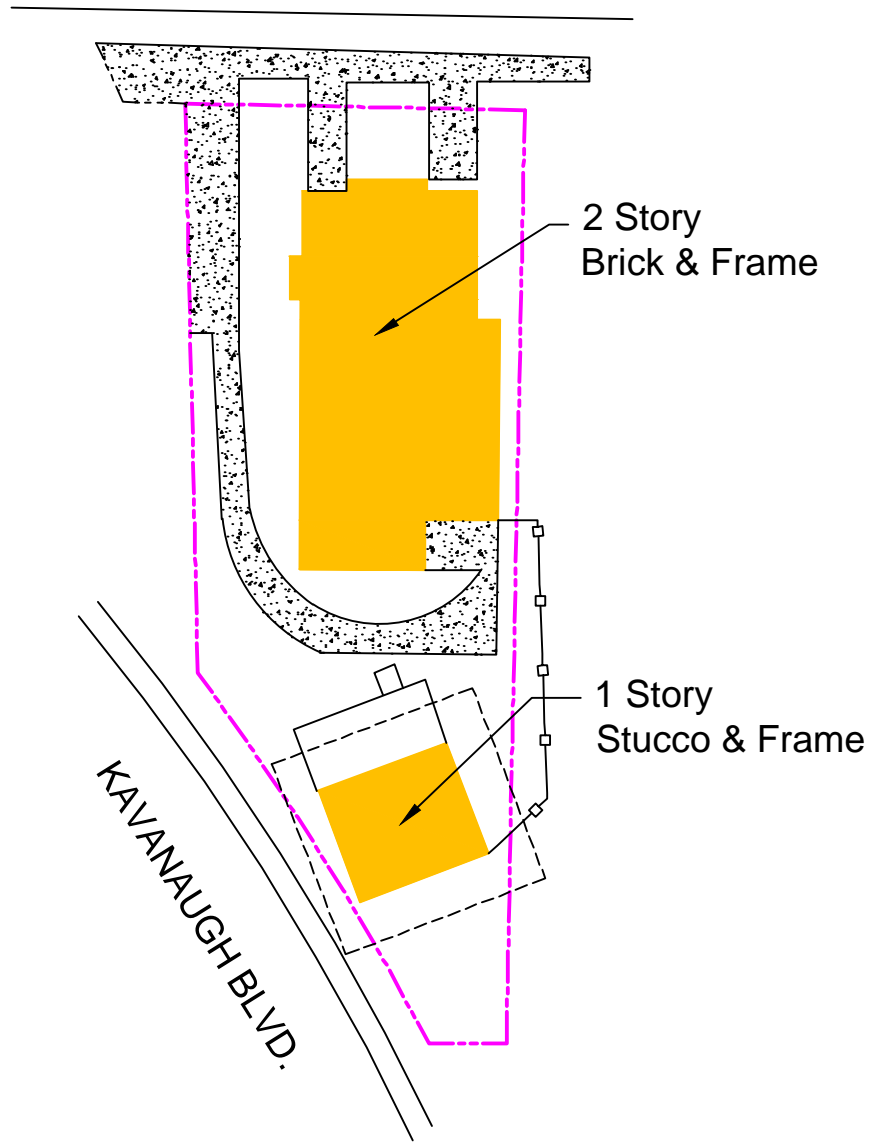 2 Story
Brick & Frame
1 Story
Stucco & Frame
KAVANAUGH BLVD.